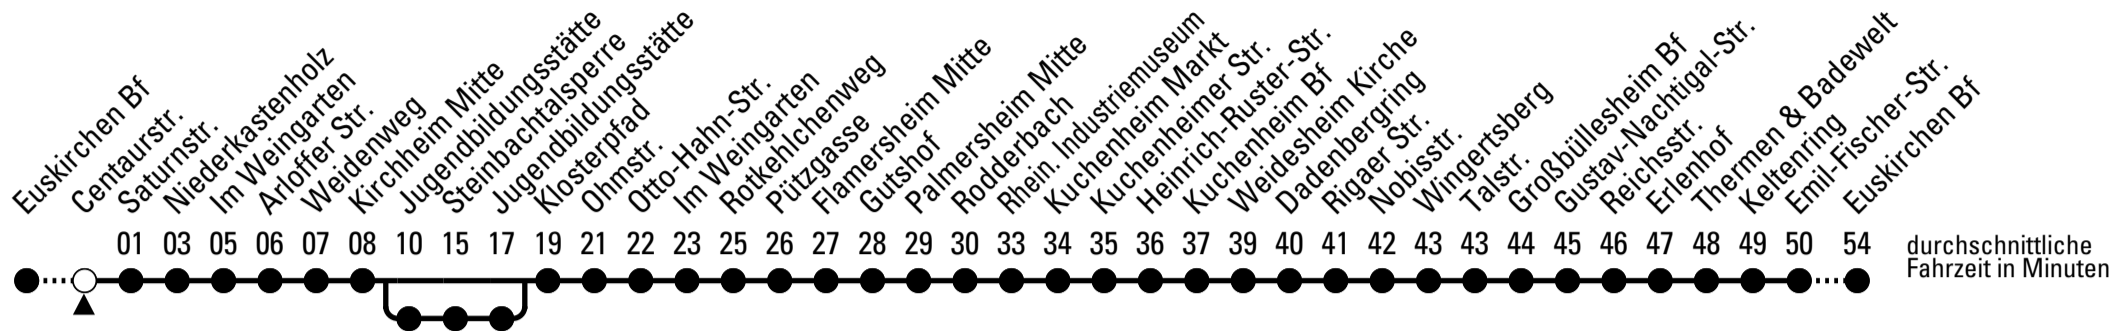 Euskirchen Bf
Centaurstr.
Saturnstr.
Niederkastenholz
Im Weingarten
Arloffer Str.
Weidenweg
Kirchheim Mitte
Jugendbildungsstätte
Steinbachtalsperre
Jugendbildungsstätte
Klosterpfad
Ohmstr.
Otto-Hahn-Str.
Im Weingarten
Rotkehlchenweg
Pützgasse
Flamersheim Mitte
Gutshof
Palmersheim Mitte
Rodderbach
Rhein. Industriemuseum
Kuchenheim Markt
Kuchenheimer Str.
Heinrich-Ruster-Str.
Kuchenheim Bf
Weidesheim Kirche
Dadenbergring
Rigaer Str.
Nobisstr.
Wingertsberg
Talstr.
Großbüllesheim Bf
Gustav-Nachtigal-Str.
Reichsstr.
Erlenhof
Thermen & Badewelt
Keltenring
Emil-Fischer-Str.
Euskirchen Bf
01 03 05 06 07 08 10 15 17 19 21 22 23 25 26 27 28 29 30 33 34 35 36 37 39 40 41 42 43 43 44 45 46 47 48 49 50 54
durchschnittliche
Fahrzeit in Minuten